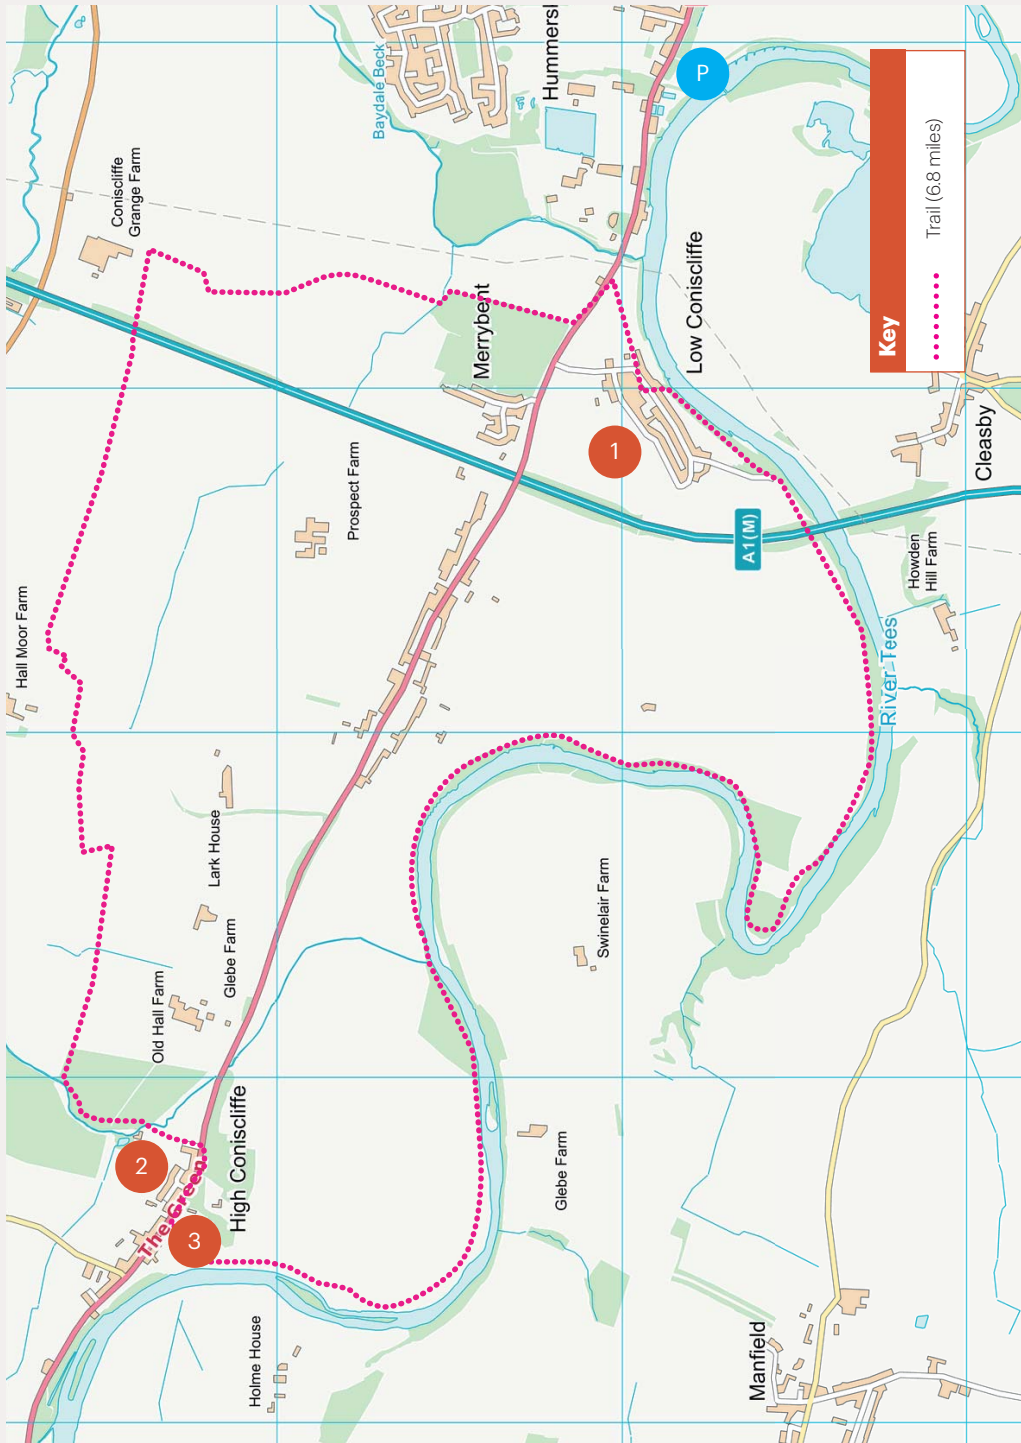 Hall Moor Farm
Coniscliffe
Grange Farm
Baydale Beck
Hummersl
P
Merrybent
Prospect Farm
Low Coniscliffe
1
A1(M)
Lark House
Glebe Farm
Old Hall Farm
2
The Green
3
High Coniscliffe
Holme House
Swinelair Farm
Glebe Farm
River Tees
Howden
Hill Farm
Cleasby
Manfield
Key
Trail (6.8 miles)